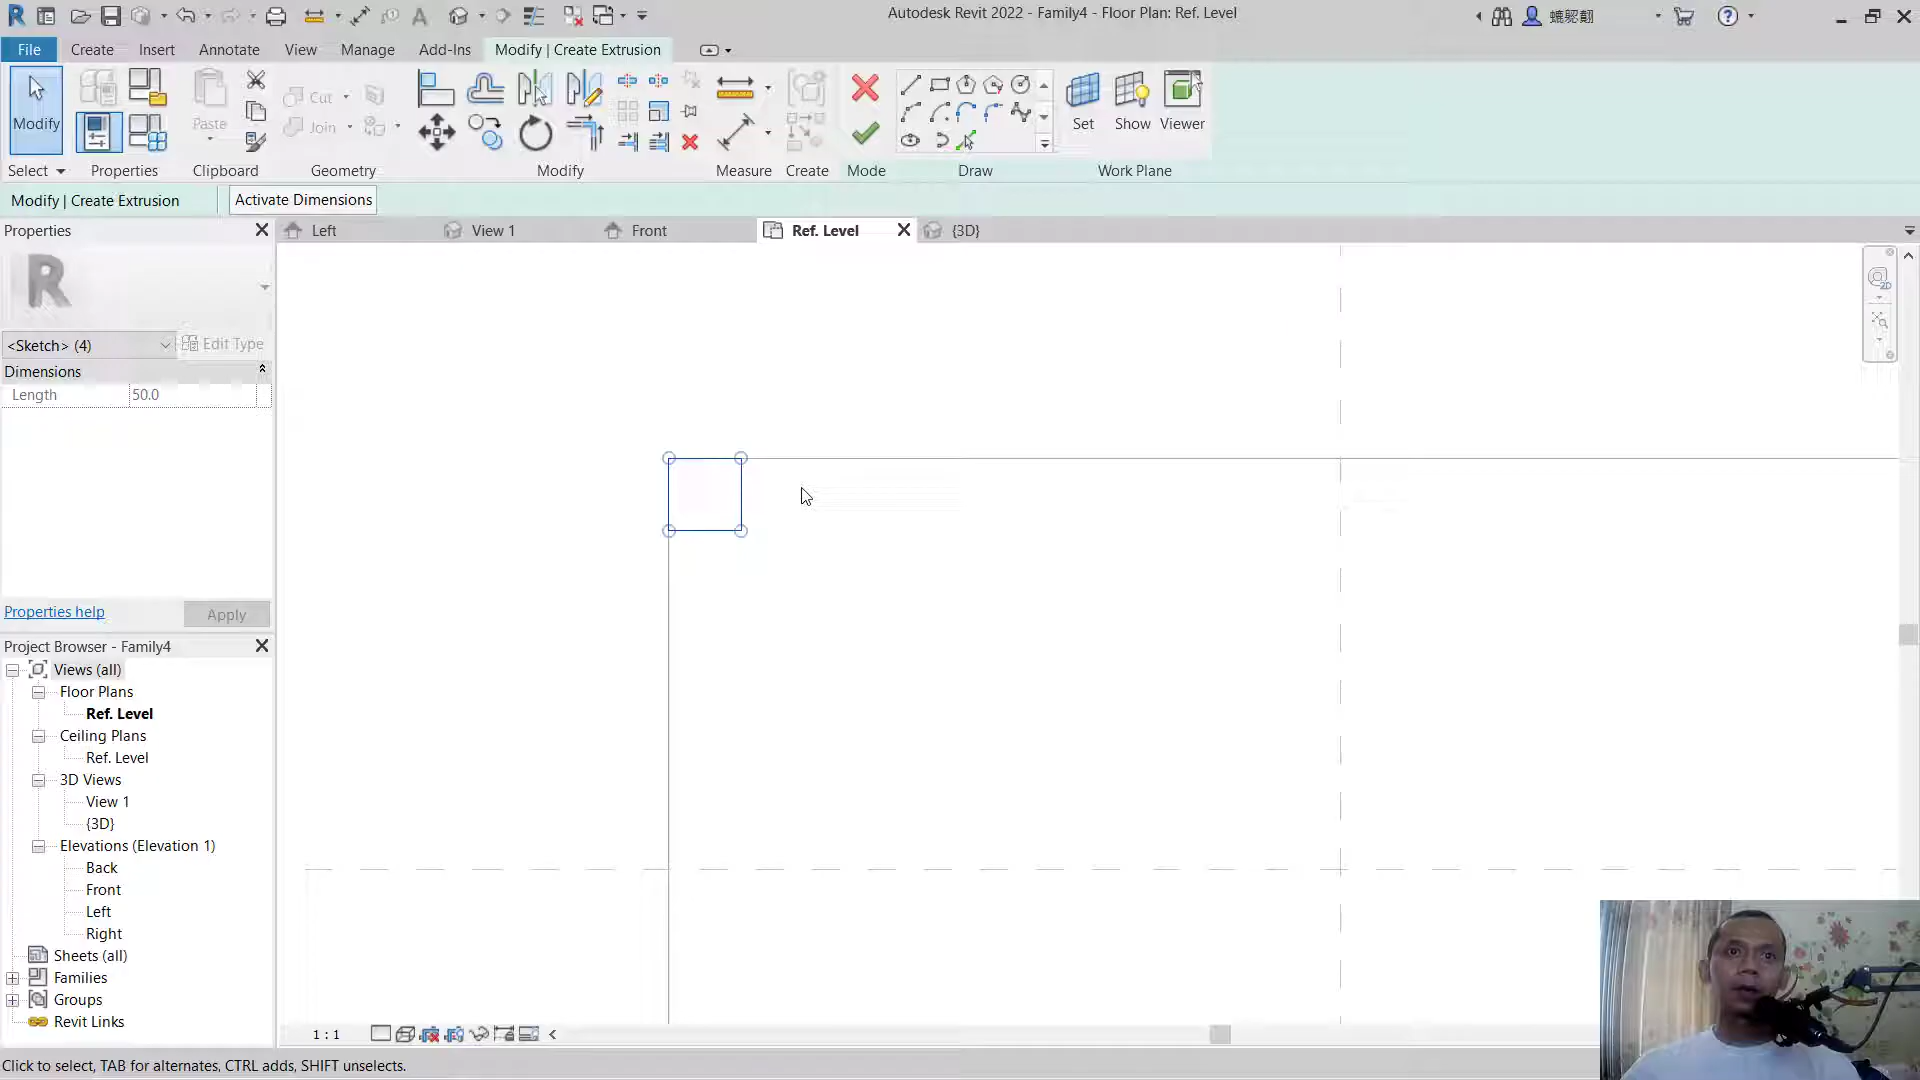 Autodesk Revit 2022 - Family4 - Floor Plan: Ref. Level
File
Create
Insert
Annotate
View
Manage
Add-Ins
Modify | Create Extrusion
Modify
Paste
Cut
Join
Set
Show
Viewer
Select
Properties
Clipboard
Geometry
Modify
Measure
Create
Mode
Draw
Work Plane
Modify | Create Extrusion
Activate Dimensions
Properties
Left
View 1
Front
Ref. Level
{3D}
<Sketch> (4)
Edit Type
Dimensions
Length
50.0
Properties help
Apply
Project Browser - Family4
Views (all)
Floor Plans
Ref. Level
Ceiling Plans
Ref. Level
3D Views
View 1
{3D}
Elevations (Elevation 1)
Back
Front
Left
Right
Sheets (all)
Families
Groups
Revit Links
1 : 1
Click to select, TAB for alternates, CTRL adds, SHIFT unselects.